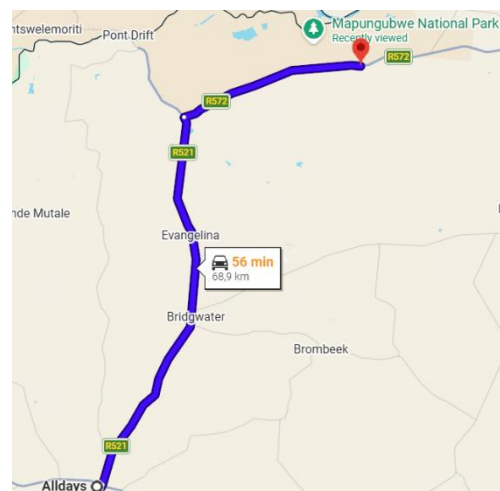 ntswelemoriti
Pont Drift
Mapungubwe National Park
Recently viewed
R572
R572
R521
nde Mutale
Evangelina
56 min
68,9 km
Bridgwater
Brombeek
R521
Alldays